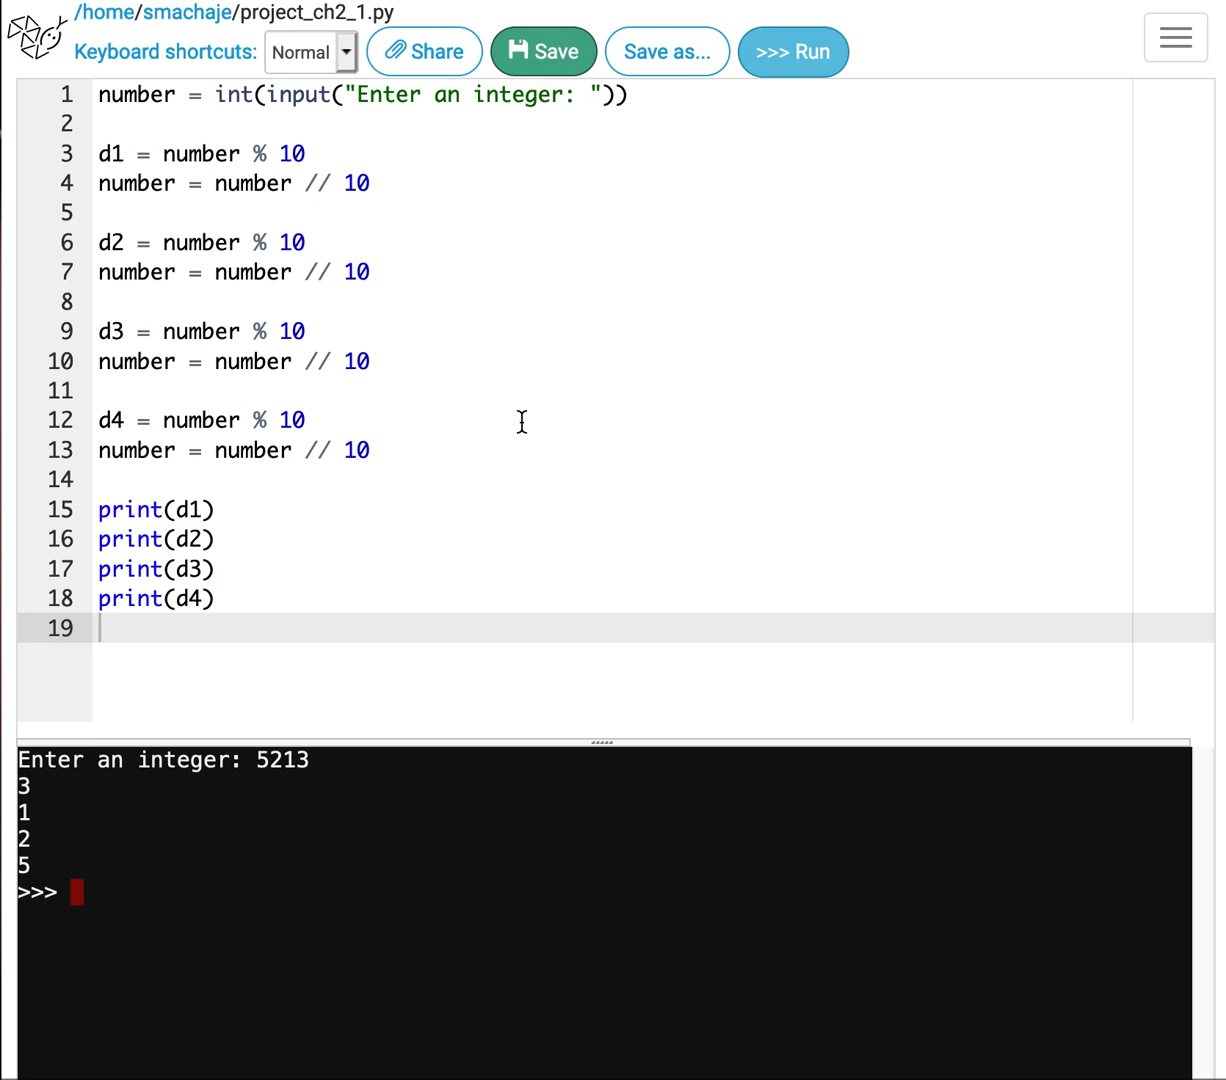 /home/smachaje/project_ch2_1.py
Keyboard shortcuts: Normal Share Save Save as... >>> Run
1 number = int(input("Enter an integer: "))
2
3 d1 = number % 10
4 number = number // 10
5
6 d2 = number % 10
7 number = number // 10
8
9 d3 = number % 10
10 number = number // 10
11
12 d4 = number % 10
13 number = number // 10
14
15 print(d1)
16 print(d2)
17 print(d3)
18 print(d4)
19
Enter an integer: 5213
3
1
2
5
>>>